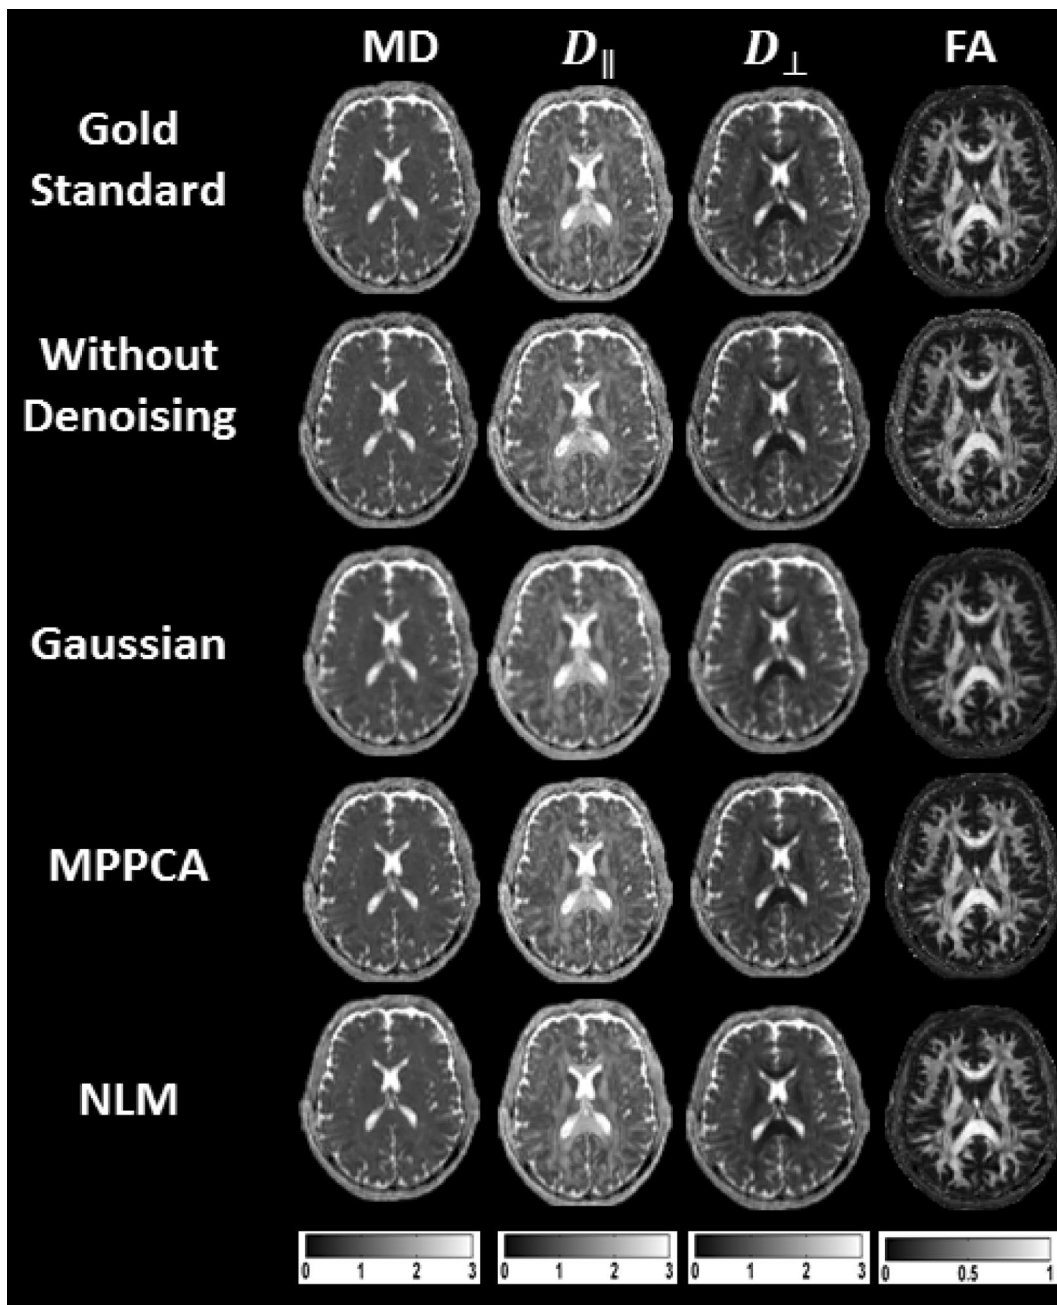 MD D∥ D⊥ FA
Gold
Standard
Without
Denoising
Gaussian
MPPCA
NLM
0 1 2 3 0 1 2 3 0 1 2 3 0 0.5 1